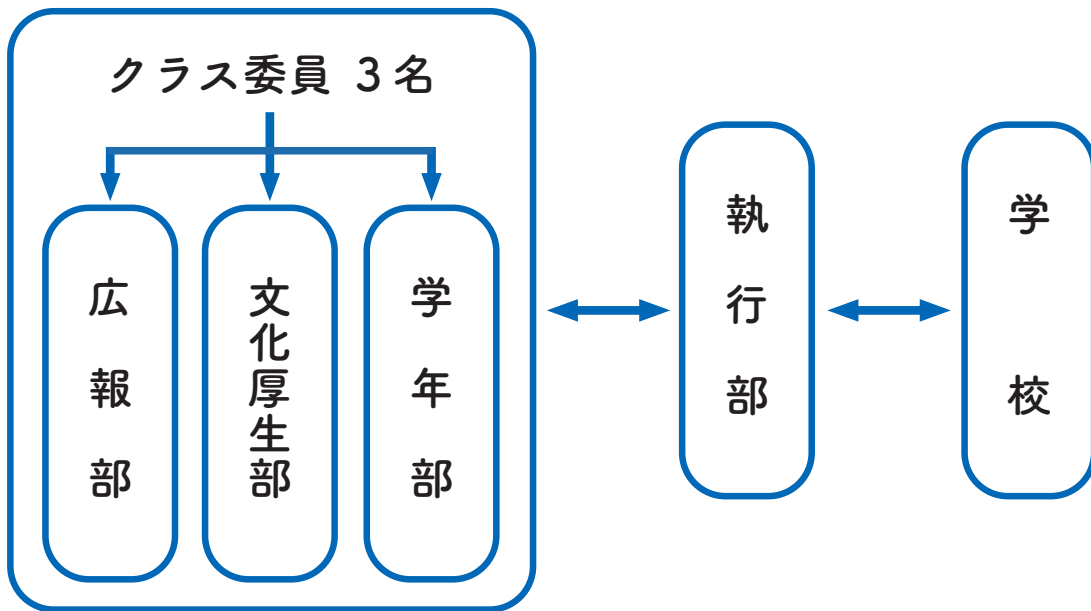 クラス委員 3名
広報部
文化厚生部
学年部
執行部
学校